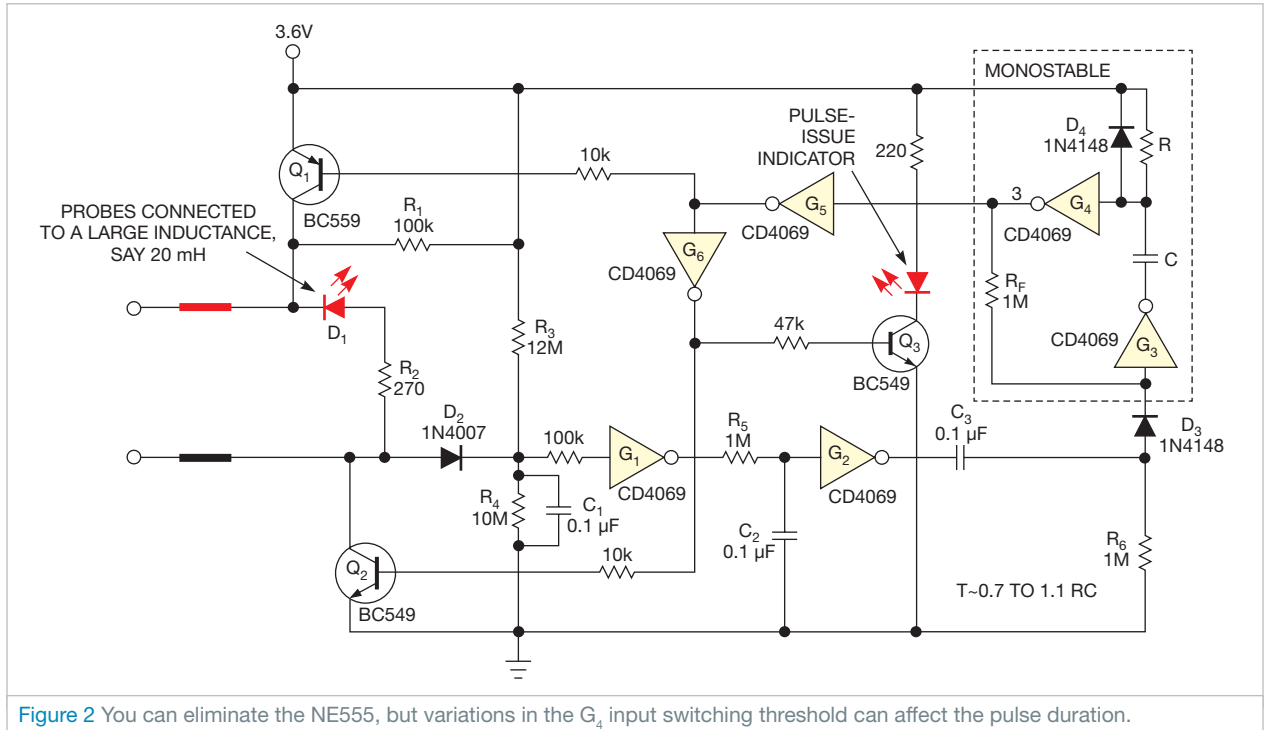 3.6V
MONOSTABLE
PULSE-
ISSUE
INDICATOR
D4
1N4148
R
220
10k
Q1
BC559
R1
100k
PROBES CONNECTED
TO A LARGE INDUCTANCE,
SAY 20 mH
G5
CD4069
3
G4
CD4069
G6
CD4069
C
RF
1M
D1
R3
12M
47k
Q3
BC549
CD4069
G3
R2
270
D2
1N4007
100k
G1
CD4069
R5
1M
G2
CD4069
C3
0.1 µF
D3
1N4148
R4
10M
C1
0.1 µF
C2
0.1 µF
R6
1M
Q2
BC549
10k
T~0.7 TO 1.1 RC
Figure 2 You can eliminate the NE555, but variations in the G4 input switching threshold can affect the pulse duration.